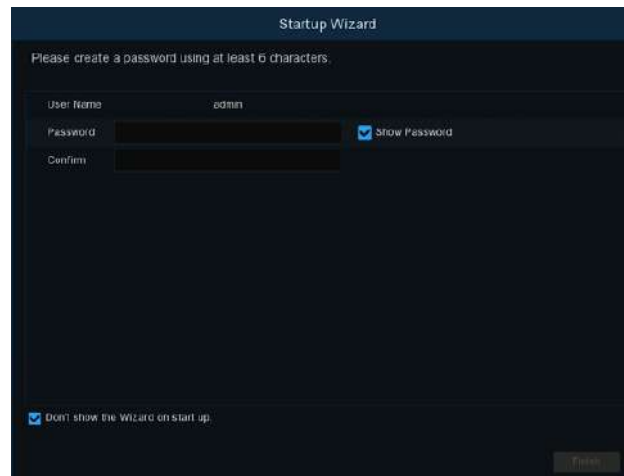 Startup Wizard
Please create a password using at least 6 characters.
User Name admin
Password Show Password
Confirm
Don't show the Wizard on start up.
Finish